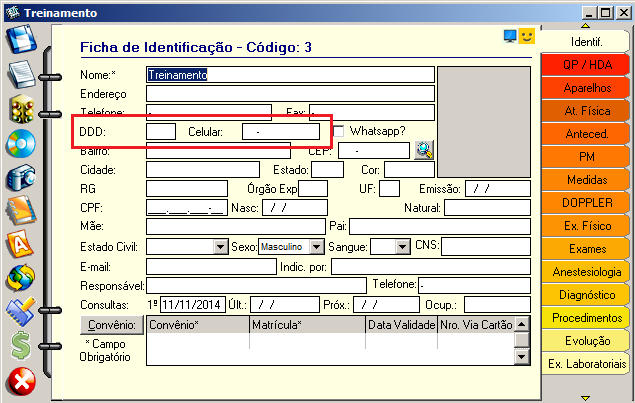 Treinamento
Ficha de Identificação - Código: 3
Nome:* Treinamento
Endereço
Telefone: - Fax: -
DDD: Celular: - Whatsapp?
Bairro: CEP: -
Cidade: Estado: Cor:
RG Órgão Exp UF: Emissão: / /
CPF: ___.___.___-__ Nasc: / / Natural:
Mãe: Pai:
Estado Civil: Sexo: Masculino Sangue: CNS:
E-mail: Indic. por:
Responsável: Telefone: -
Consultas: 1ª 11/11/2014 Últ.: / / Próx.: / / Ocup.:
Convênio: Convênio* Matrícula* Data Validade Nro. Via Cartão
* Campo
Obrigatório
Identif.
QP / HDA
Aparelhos
At. Física
Anteced.
PM
Medidas
DOPPLER
Ex. Físico
Exames
Anestesiologia
Diagnóstico
Procedimentos
Evolução
Ex. Laboratoriais